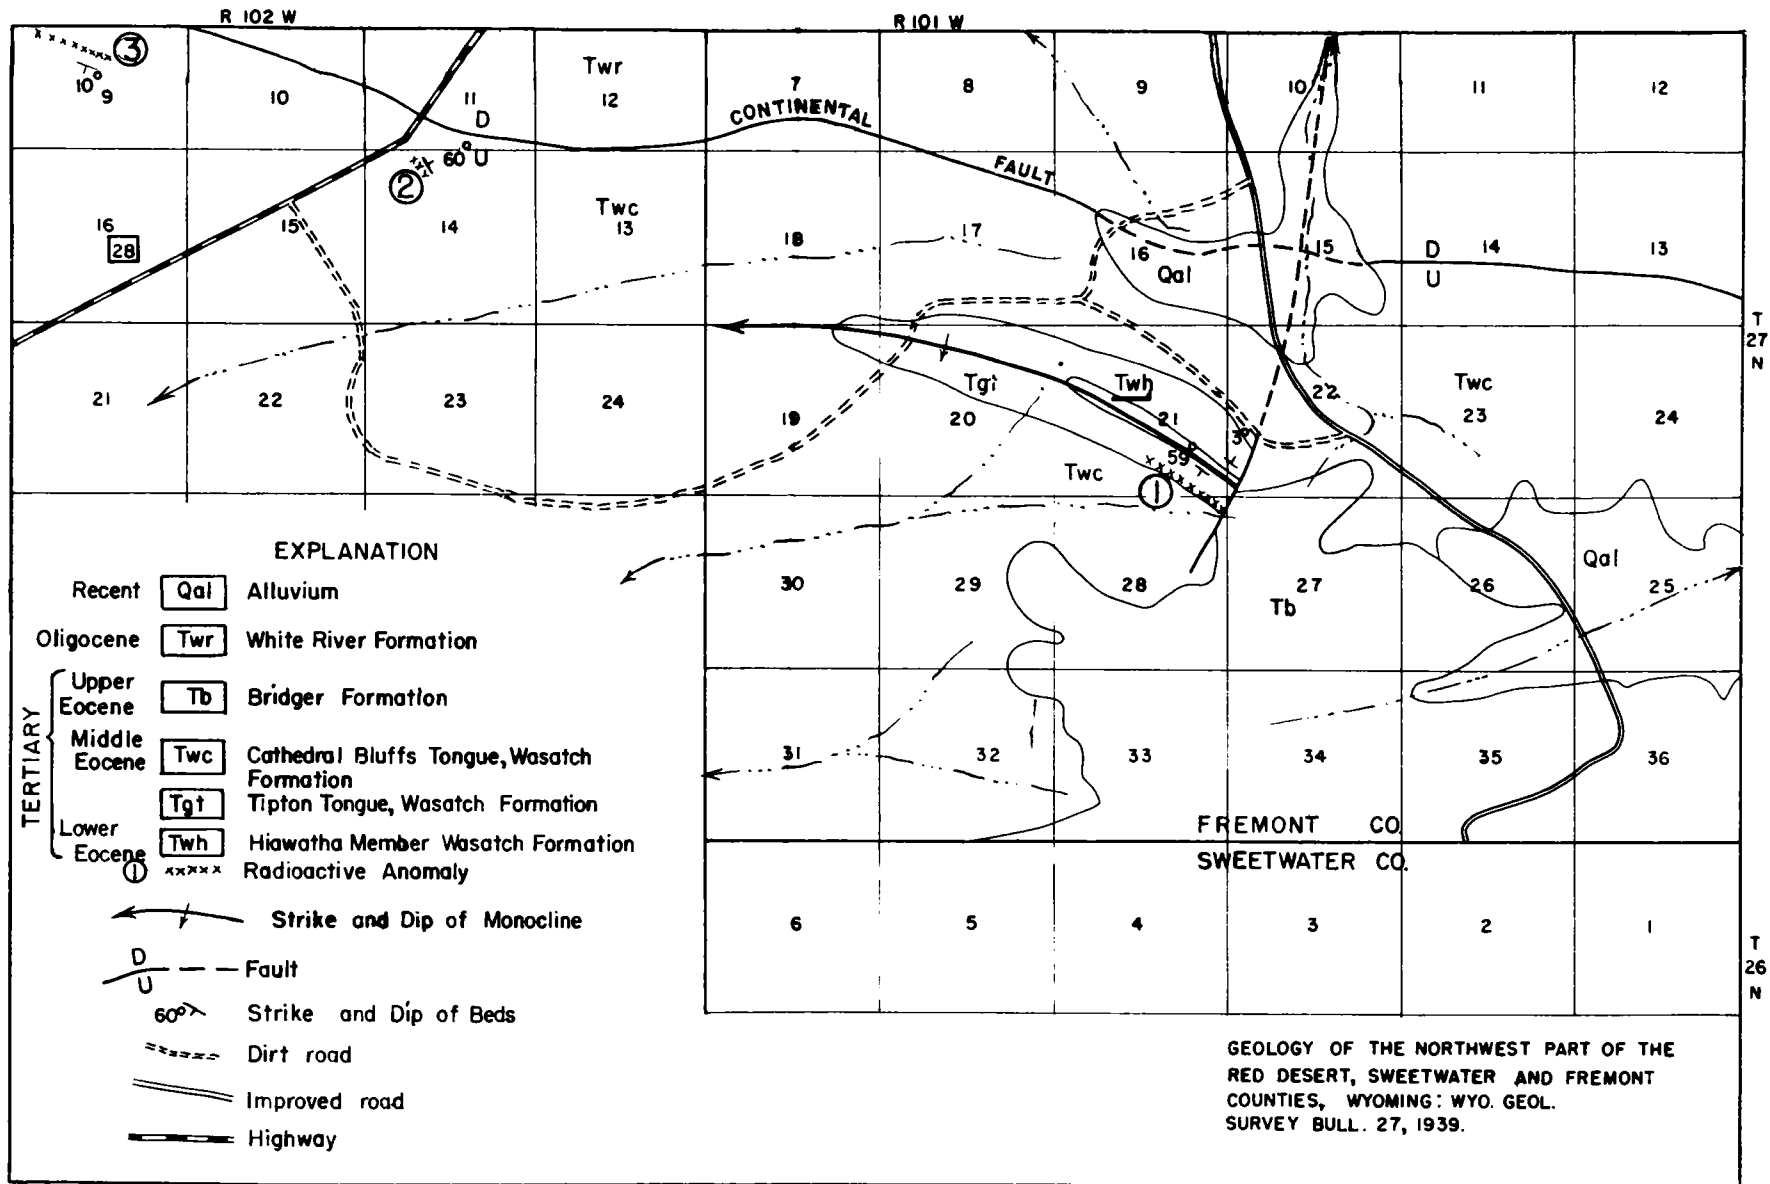 R 102 W
R 101 W
3
10°
9
10
11
D
Twr
12
7
CONTINENTAL
8
9
10
11
12
60°
U
2
FAULT
16
28
15
14
Twc
13
18
17
16
Qal
15
D
U
14
13
T
27
N
21
22
23
24
19
Tgt
20
Twh
21
3°
59°
22
Twc
23
24
Twc
1
30
29
28
27
Tb
26
Qal
25
31
32
33
34
35
36
FREMONT CO.
SWEETWATER CO.
6
5
4
3
2
1
T
26
N
EXPLANATION
Recent Qal Alluvium
Oligocene Twr White River Formation
TERTIARY
Upper
Eocene Tb Bridger Formation
Middle
Eocene Twc Cathedral Bluffs Tongue, Wasatch
Formation
Tgt Tipton Tongue, Wasatch Formation
Lower
Eocene Twh Hiawatha Member Wasatch Formation
1 xxxxx Radioactive Anomaly
Strike and Dip of Monocline
D
U
Fault
60° Strike and Dip of Beds
Dirt road
Improved road
Highway
GEOLOGY OF THE NORTHWEST PART OF THE
RED DESERT, SWEETWATER AND FREMONT
COUNTIES, WYOMING: WYO. GEOL.
SURVEY BULL. 27, 1939.